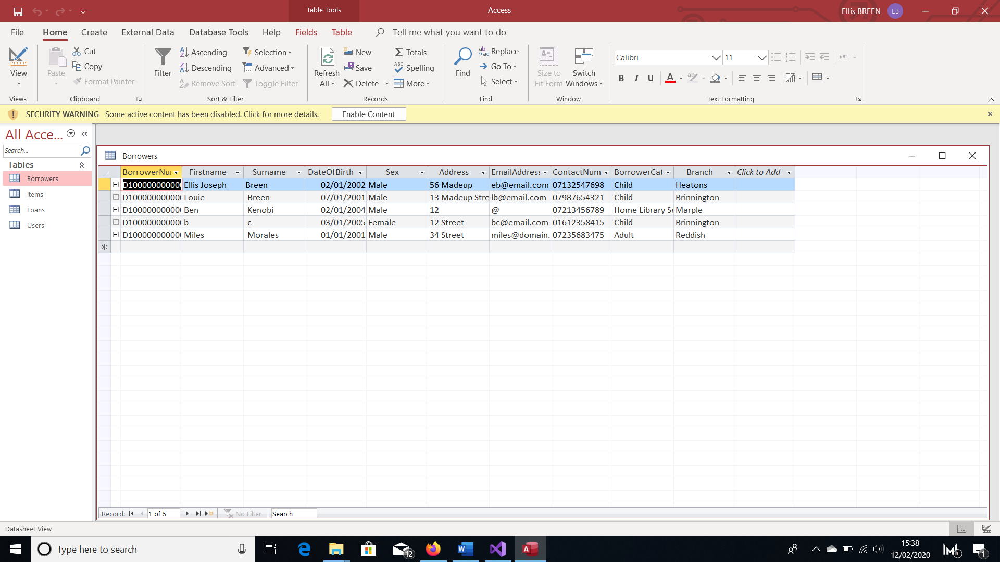 Table Tools
Access
Ellis BREEN EB
File Home Create External Data Database Tools Help Fields Table Tell me what you want to do
View
Views
Paste
Cut
Copy
Format Painter
Clipboard
Filter
Ascending
Descending
Remove Sort
Selection
Advanced
Toggle Filter
Sort & Filter
Refresh All
New
Save
Delete
Totals
Spelling
More
Records
Find
Replace
Go To
Select
Find
Size to Fit Form
Switch Windows
Window
Calibri 11
B I U A
Text Formatting
SECURITY WARNING Some active content has been disabled. Click for more details. Enable Content
All Acce...
Search...
Tables
Borrowers
Items
Loans
Users
Borrowers
BorrowerNu Firstname Surname DateOfBirth Sex Address EmailAddress ContactNum BorrowerCat Branch Click to Add
D10000000000 Ellis Joseph Breen 02/01/2002 Male 56 Madeup eb@email.com 07132547698 Child Heatons
D10000000000 Louie Breen 07/01/2001 Male 13 Madeup Stre lb@email.com 07987654321 Child Brinnington
D10000000000 Ben Kenobi 02/01/2004 Male 12 @ 07213456789 Home Library Se Marple
D10000000000 b c 03/01/2005 Female 12 Street bc@email.com 01612358415 Child Brinnington
D10000000000 Miles Morales 01/01/2001 Male 34 Street miles@domain. 07235683475 Adult Reddish
Record: 1 of 5 No Filter Search
Datasheet View
Type here to search
12
15:38
12/02/2020
1